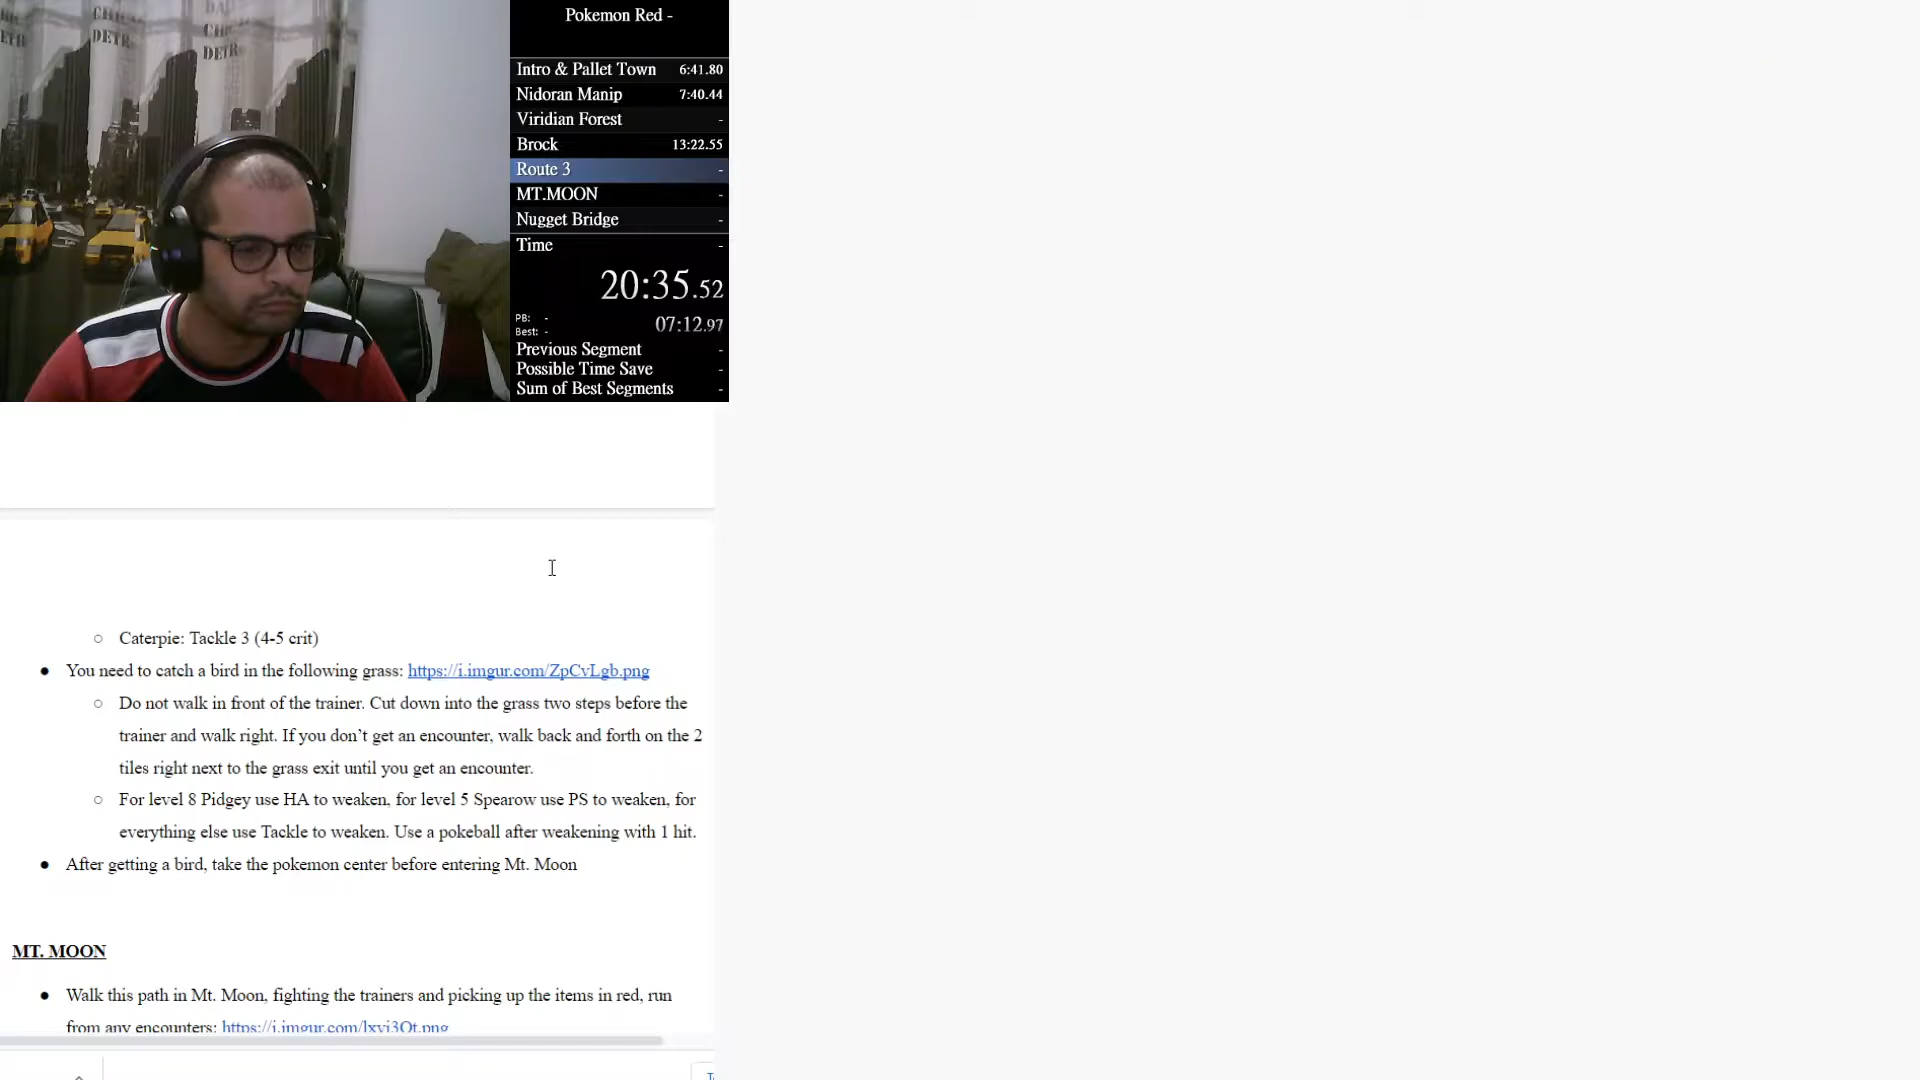 Pokemon Red -
Intro & Pallet Town 6:41.80
Nidoran Manip 7:40.44
Viridian Forest -
Brock 13:22.55
Route 3 -
MT.MOON -
Nugget Bridge -
Time -
20:35.52
PB: -
Best: -
07:12.97
Previous Segment -
Possible Time Save -
Sum of Best Segments -
DETR
CHI
DETR
○ Caterpie: Tackle 3 (4-5 crit)
● You need to catch a bird in the following grass: https://i.imgur.com/ZpCvLgb.png
○ Do not walk in front of the trainer. Cut down into the grass two steps before the
trainer and walk right. If you don’t get an encounter, walk back and forth on the 2
tiles right next to the grass exit until you get an encounter.
○ For level 8 Pidgey use HA to weaken, for level 5 Spearow use PS to weaken, for
everything else use Tackle to weaken. Use a pokeball after weakening with 1 hit.
● After getting a bird, take the pokemon center before entering Mt. Moon
MT. MOON
● Walk this path in Mt. Moon, fighting the trainers and picking up the items in red, run
from any encounters: https://i.imgur.com/lxvj3Ot.png